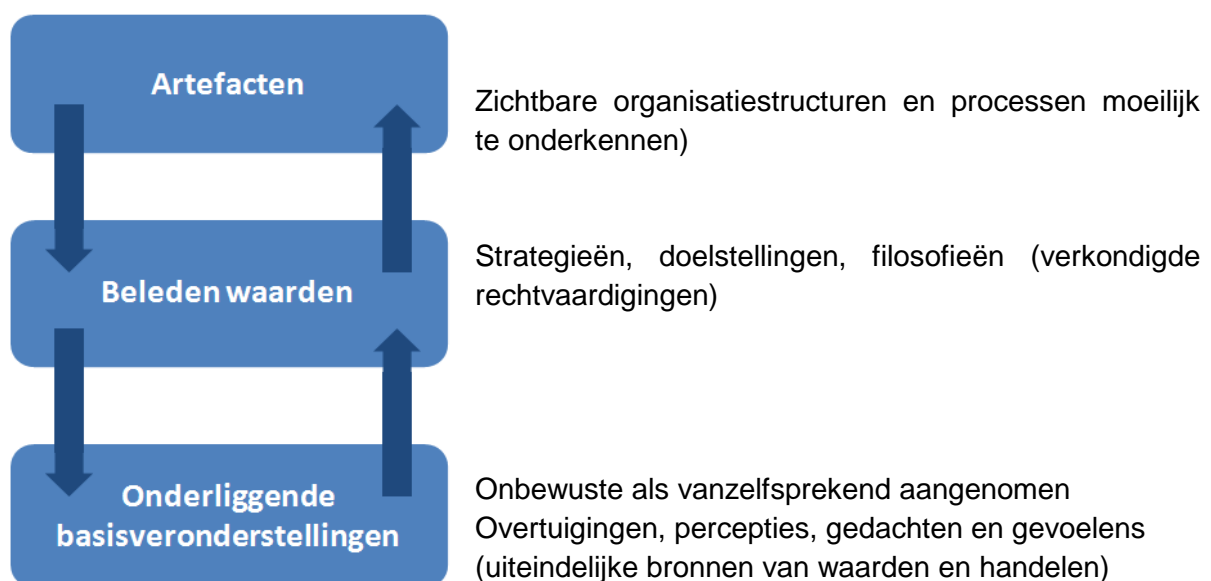 Artefacten
Zichtbare organisatiestructuren en processen moeilijk
te onderkennen)
Beleden waarden
Strategieën, doelstellingen, filosofieën (verkondigde
rechtvaardigingen)
Onderliggende
basisveronderstellingen
Onbewuste als vanzelfsprekend aangenomen
Overtuigingen, percepties, gedachten en gevoelens
(uiteindelijke bronnen van waarden en handelen)